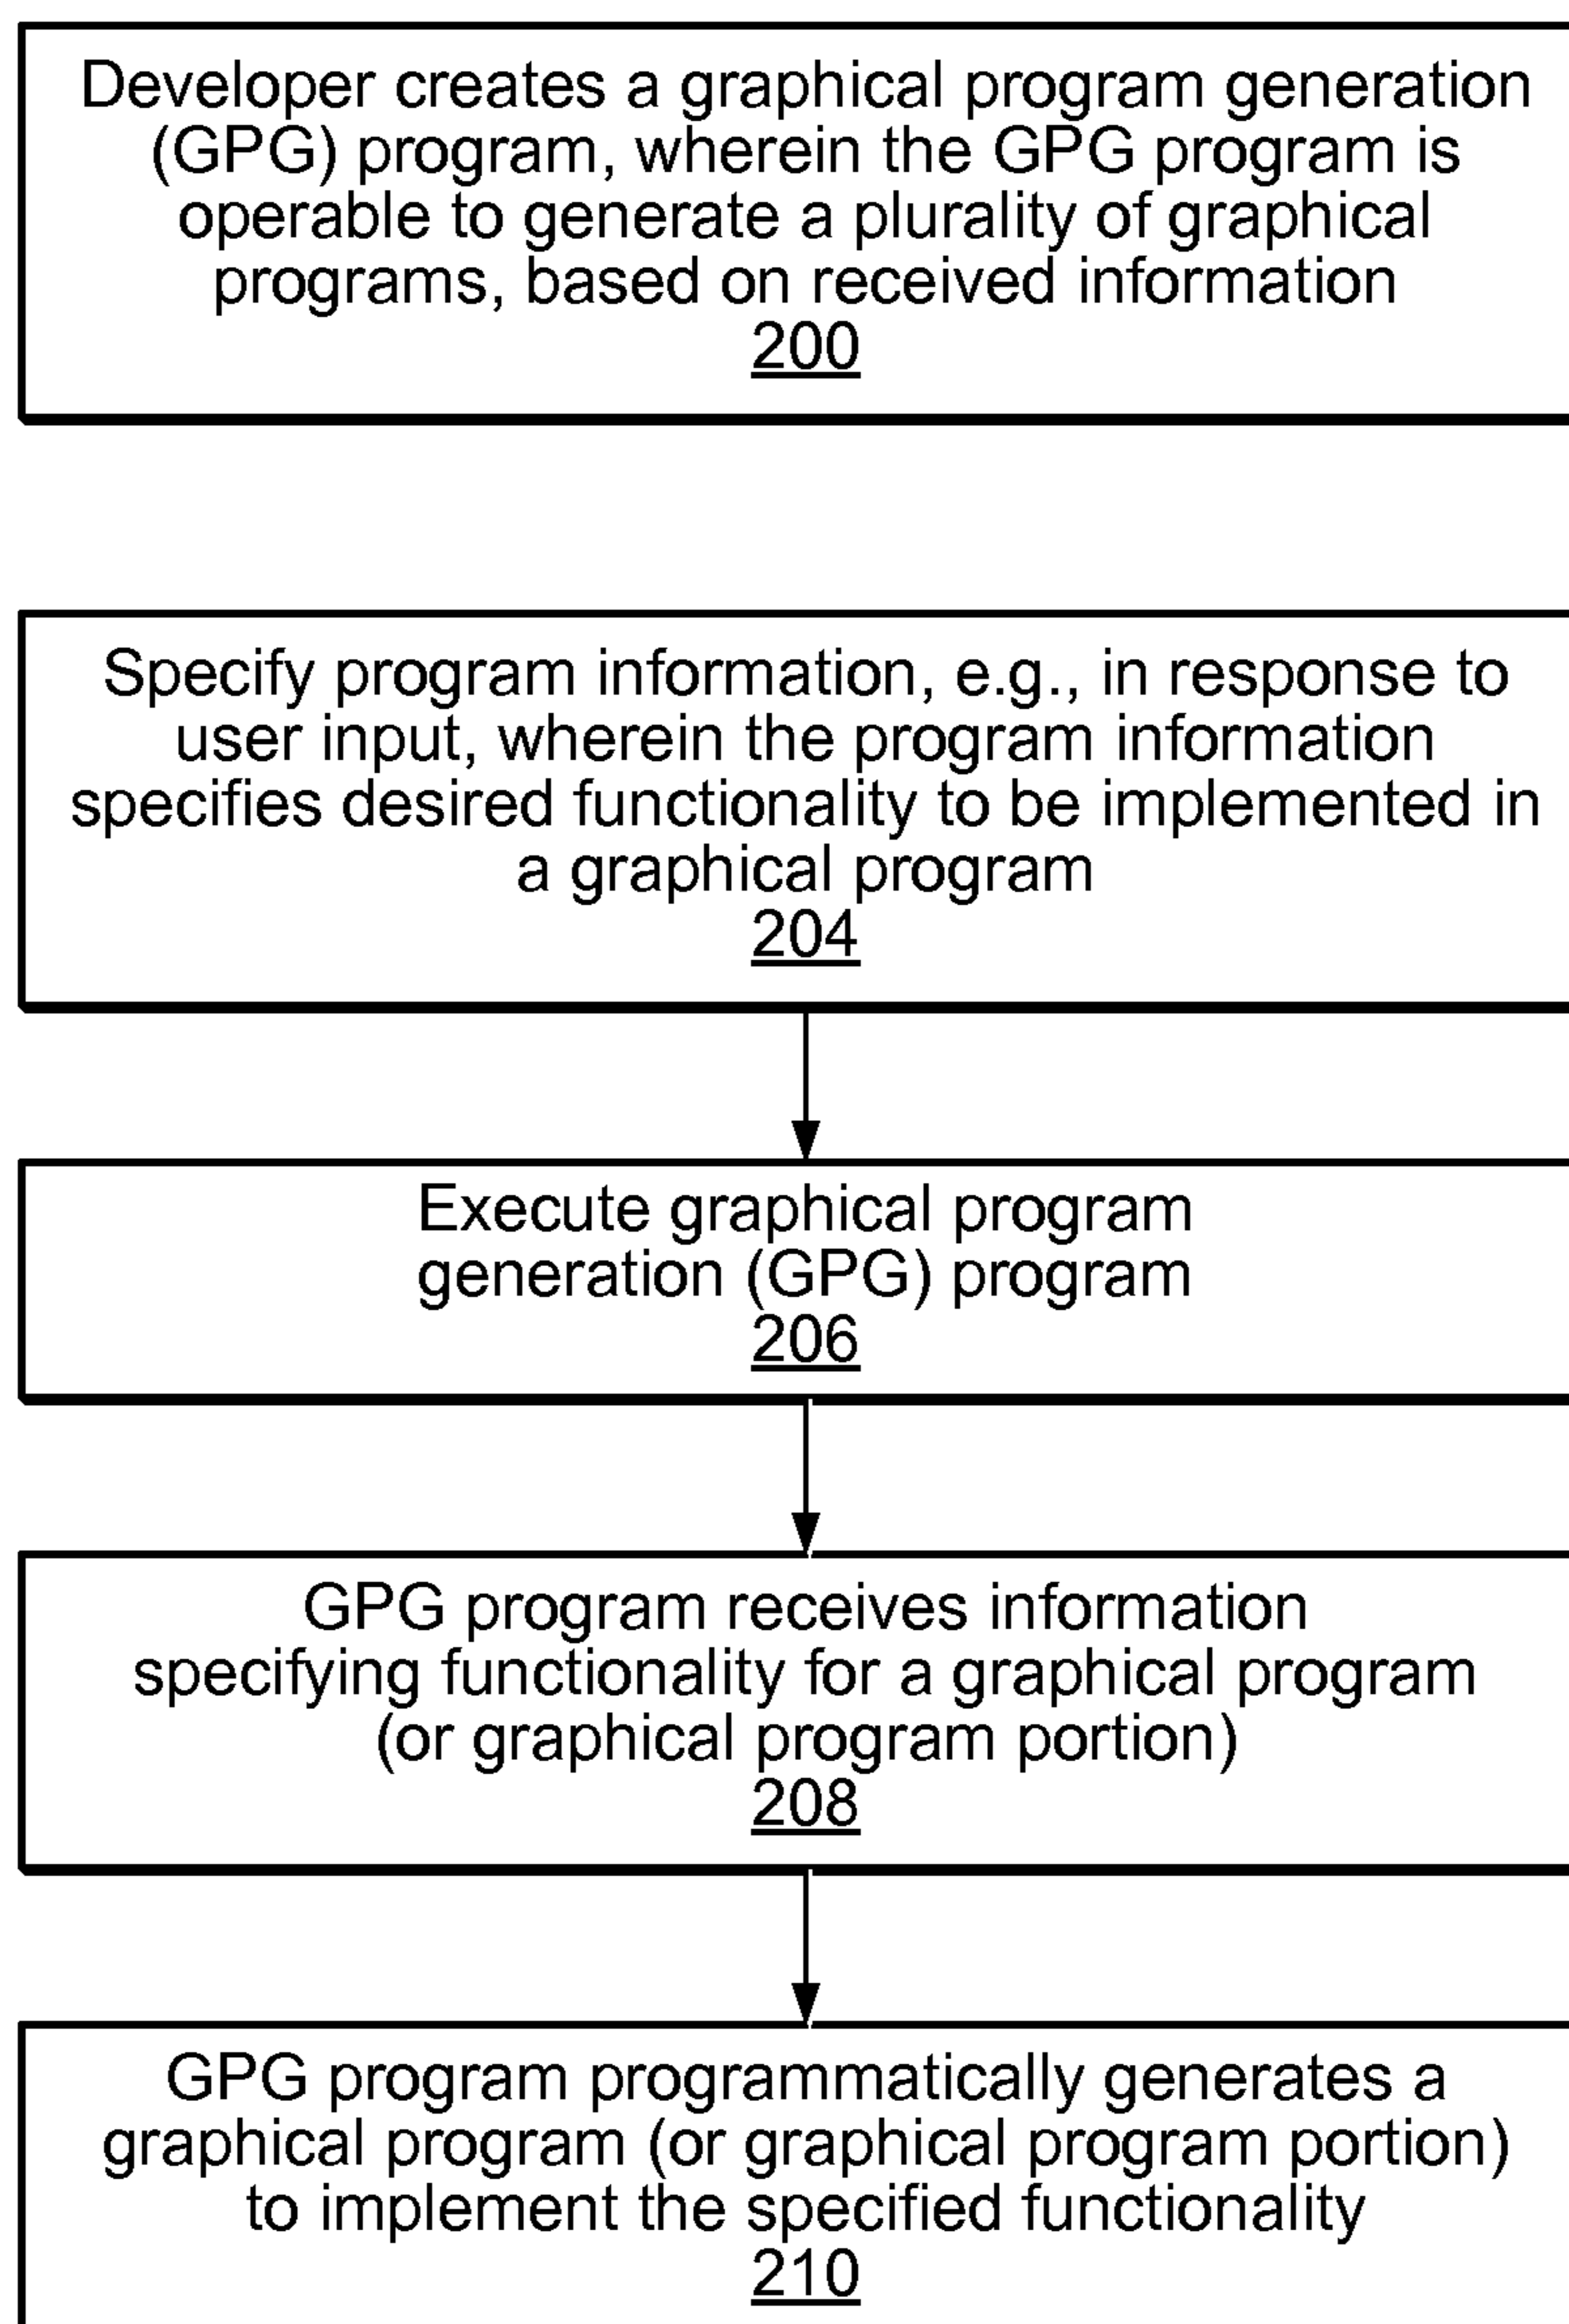 Developer creates a graphical program generation
(GPG) program, wherein the GPG program is
operable to generate a plurality of graphical
programs, based on received information
200
Specify program information, e.g., in response to
user input, wherein the program information
specifies desired functionality to be implemented in
a graphical program
204
Execute graphical program
generation (GPG) program
206
GPG program receives information
specifying functionality for a graphical program
(or graphical program portion)
208
GPG program programmatically generates a
graphical program (or graphical program portion)
to implement the specified functionality
210